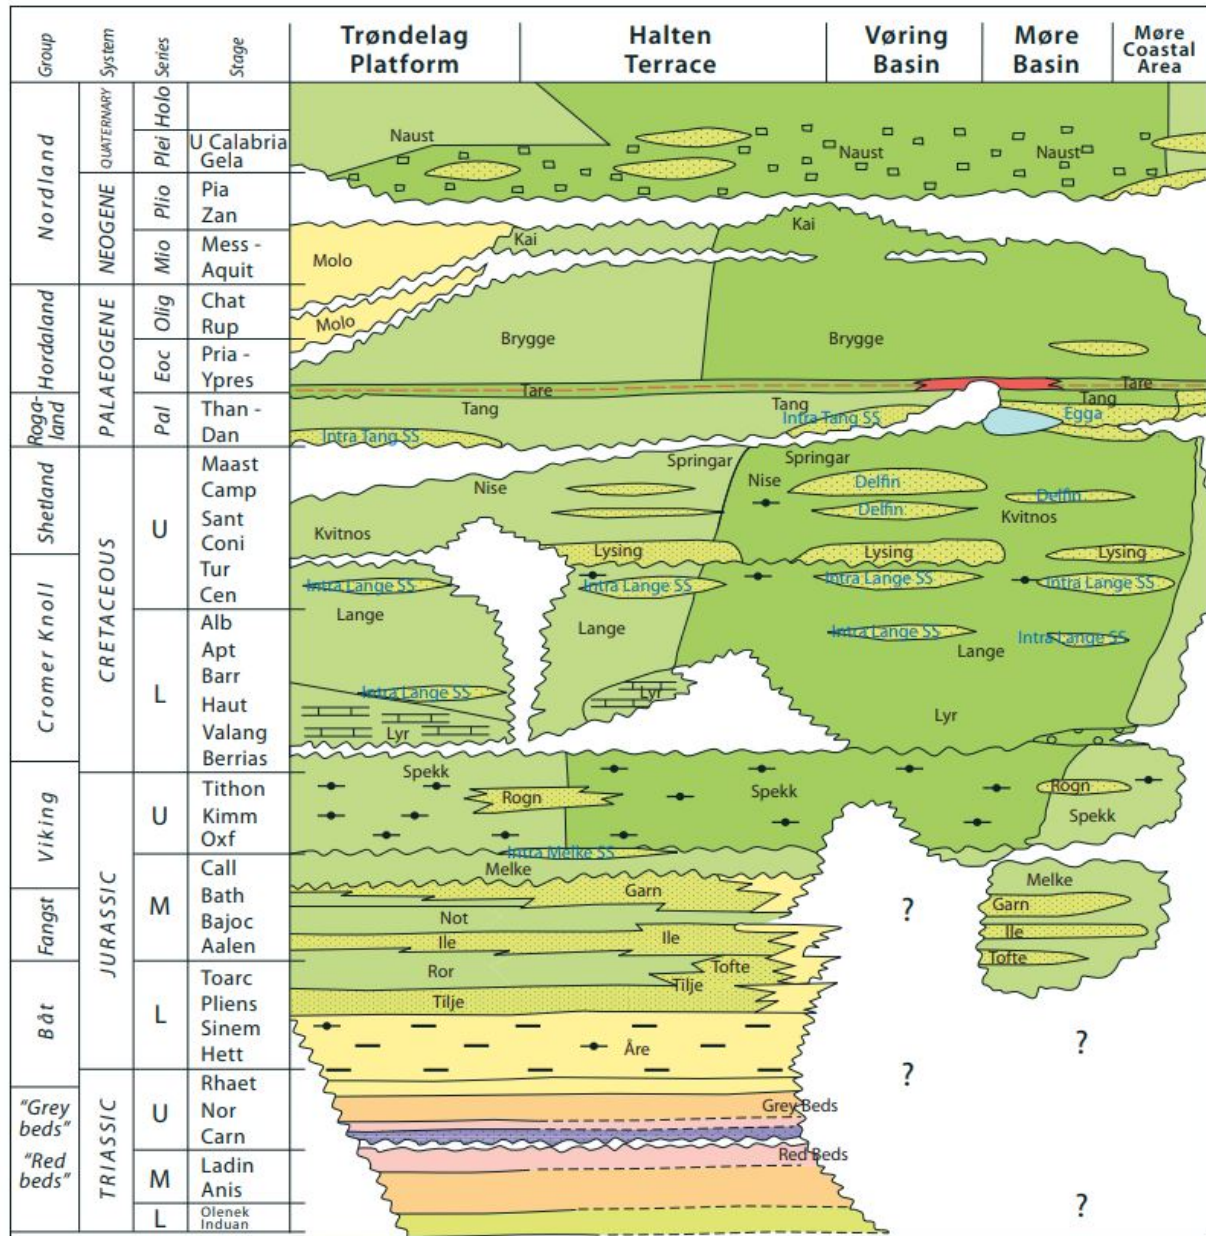 Group
System
Series
Stage
Trøndelag
Platform
Halten
Terrace
Vøring
Basin
Møre
Basin
Møre
Coastal
Area
Nordland
Hordaland
Roga-
land
Shetland
Cromer Knoll
Viking
Fangst
Båt
"Grey
beds"
"Red
beds"
QUATERNARY
NEOGENE
PALAEOGENE
CRETACEOUS
JURASSIC
TRIASSIC
Holo
Plei
Plio
Mio
Olig
Eoc
Pal
U
L
U
M
L
U
M
L
U Calabria
Gela
Pia
Zan
Mess -
Aquit
Chat
Rup
Pria -
Ypres
Than -
Dan
Maast
Camp
Sant
Coni
Tur
Cen
Alb
Apt
Barr
Haut
Valang
Berrias
Tithon
Kimm
Oxf
Call
Bath
Bajoc
Aalen
Toarc
Pliens
Sinem
Hett
Rhaet
Nor
Carn
Ladin
Anis
Olenek
Induan
Naust
Naust
Naust
Kai
Kai
Molo
Molo
Brygge
Brygge
Tare
Tare
Tang
Tang
Tang
Intra Tang SS
Intra Tang SS
Egga
Springar
Springar
Nise
Nise
Delfin
Delfin
Delfin
Kvitnos
Kvitnos
Lysing
Lysing
Lysing
Intra Lange SS
Intra Lange SS
Intra Lange SS
Intra Lange SS
Lange
Lange
Intra Lange SS
Intra Lange SS
Lange
Intra Lange SS
Lyr
Lyr
Lyr
Spekk
Spekk
Rogn
Rogn
Spekk
Intra Melke SS
Melke
Melke
Garn
Garn
?
Not
Ile
Ile
Ile
Ror
Tofte
Tofte
Tilje
Tilje
Åre
?
?
Grey Beds
Red Beds
?